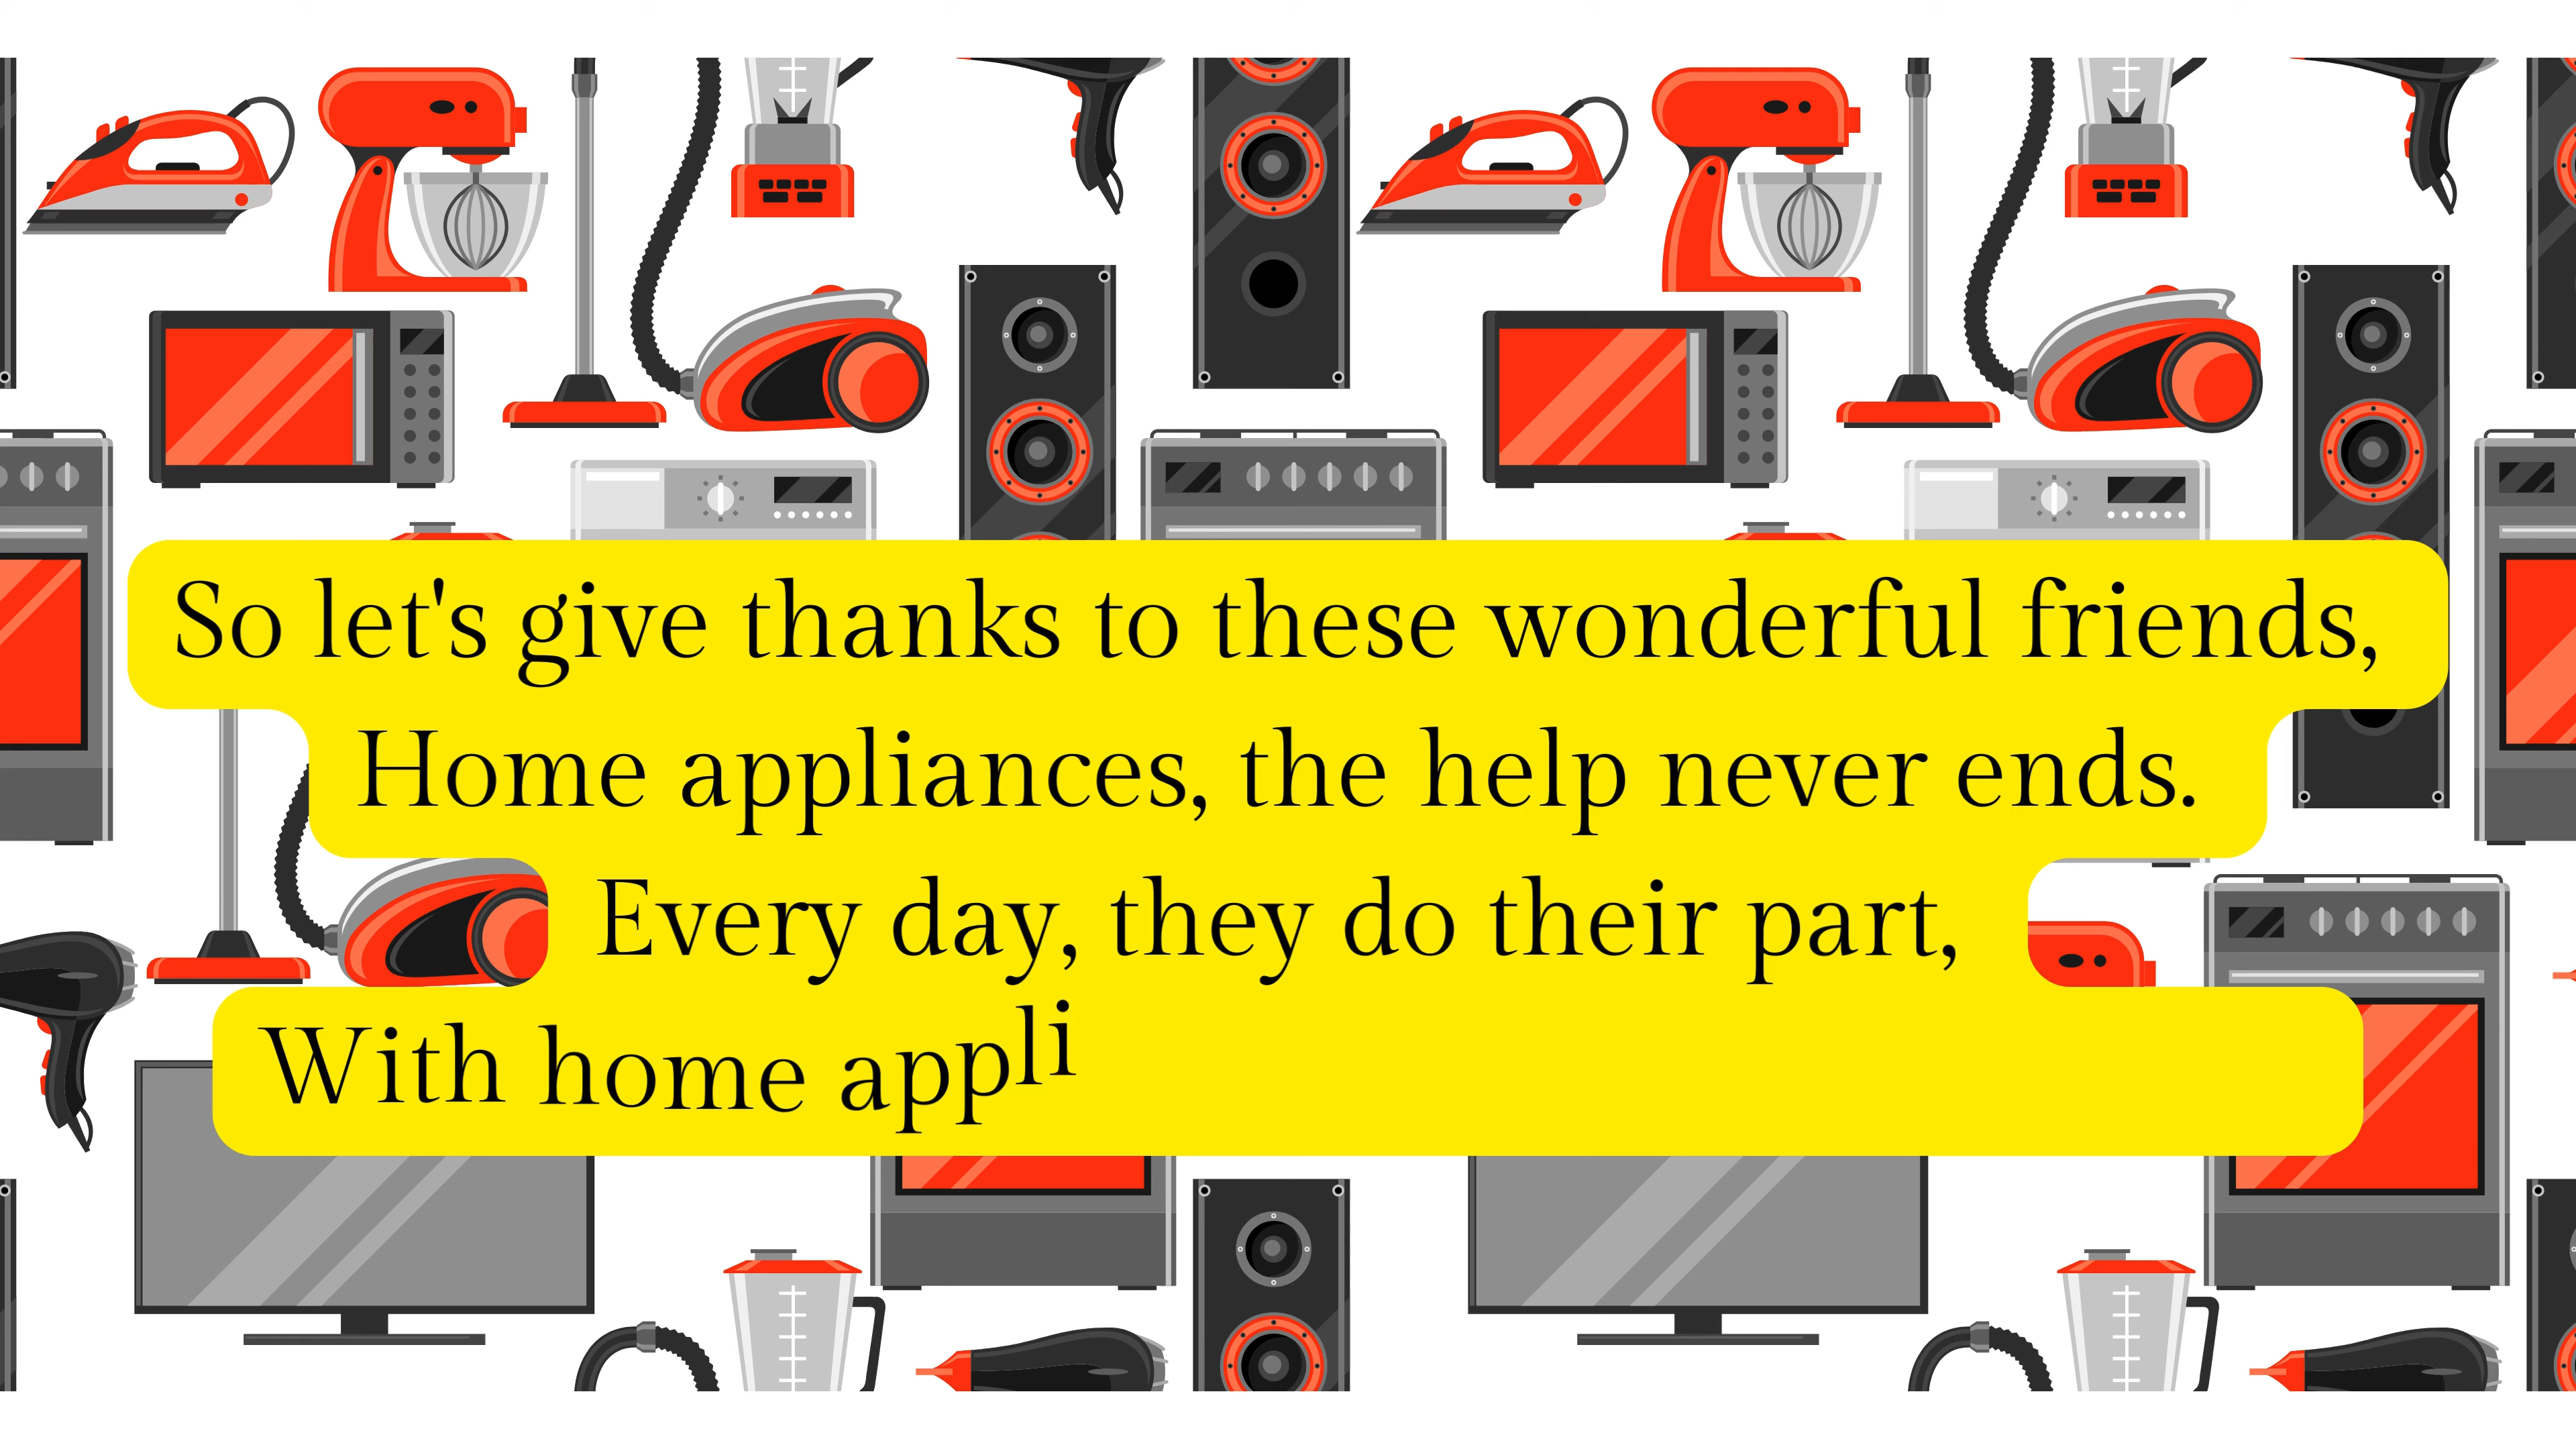 So let's give thanks to these wonderful friends,
Home appliances, the help never ends.
Every day, they do their part,
With home appli